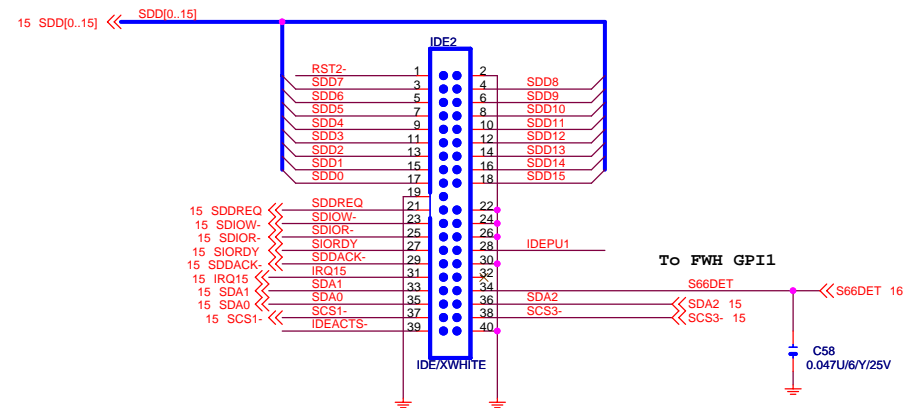 SDD[0..15]
15 SDD[0..15]
IDE2
RST2- 1 2
SDD7 3 4 SDD8
SDD6 5 6 SDD9
SDD5 7 8 SDD10
SDD4 9 10 SDD11
SDD3 11 12 SDD12
SDD2 13 14 SDD13
SDD1 15 16 SDD14
SDD0 17 18 SDD15
19
15 SDDREQ SDDREQ 21 22
15 SDIOW- SDIOW- 23 24
15 SDIOR- SDIOR- 25 26
15 SIORDY SIORDY 27 28 IDEPU1
15 SDDACK- SDDACK- 29 30 To FWH GPI1
15 IRQ15 IRQ15 31 32
15 SDA1 SDA1 33 34 S66DET S66DET 16
15 SDA0 SDA0 35 36 SDA2 SDA2 15
15 SCS1- SCS1- 37 38 SCS3- SCS3- 15
IDEACTS- 39 40
C58
IDE/XWHITE 0.047U/6/Y/25V